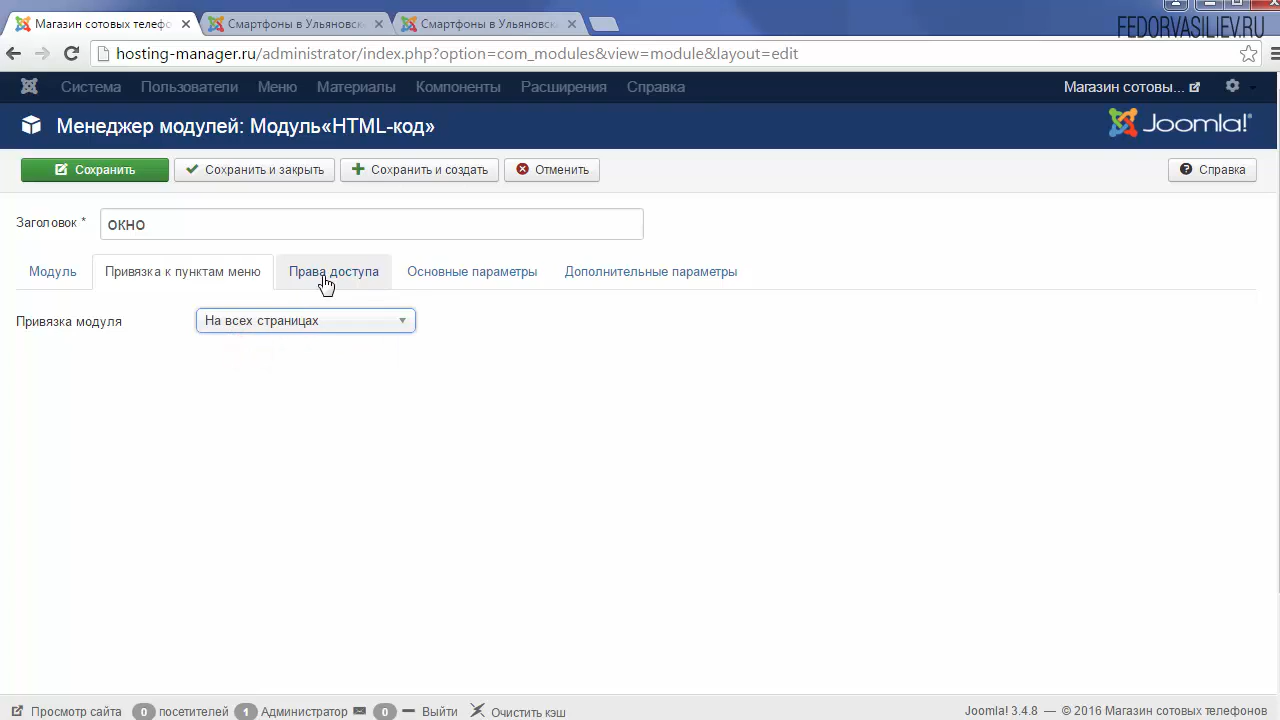 FEDORVASILIEV.RU
Магазин сотовых телефо
Смартфоны в Ульяновск
Смартфоны в Ульяновск
hosting-manager.ru/administrator/index.php?option=com_modules&view=module&layout=edit
Система Пользователи Меню Материалы Компоненты Расширения Справка Магазин сотовы...
Менеджер модулей: Модуль«HTML-код» Joomla!®
Сохранить Сохранить и закрыть Сохранить и создать Отменить Справка
Заголовок * ОКНО
Модуль Привязка к пунктам меню Права доступа Основные параметры Дополнительные параметры
Привязка модуля На всех страницах
Просмотр сайта 0 посетителей 1 Администратор 0 Выйти Очистить кэш Joomla! 3.4.8 — © 2016 Магазин сотовых телефонов